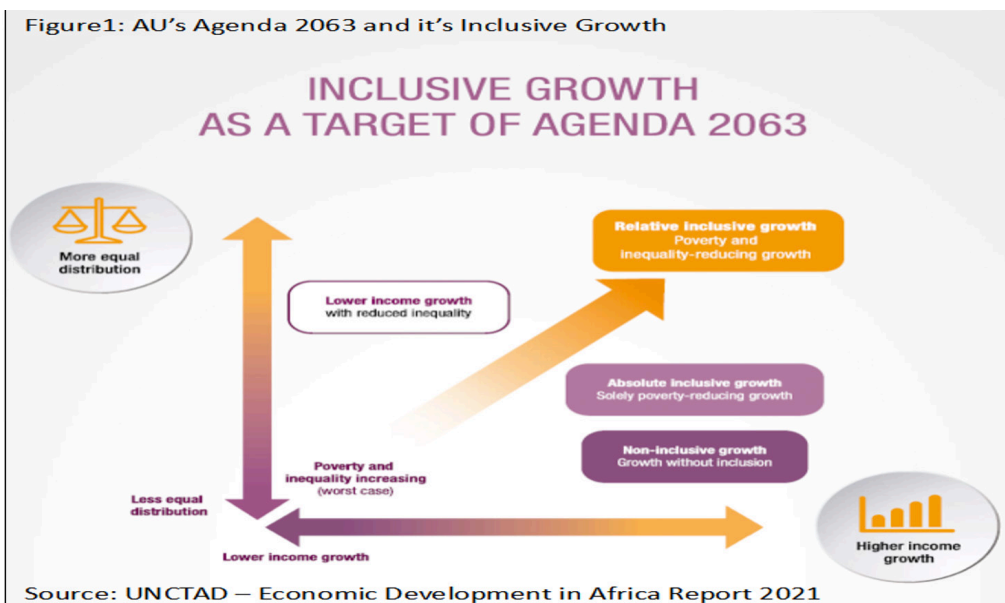 Figure1: AU's Agenda 2063 and it's Inclusive Growth
INCLUSIVE GROWTH
AS A TARGET OF AGENDA 2063
More equal
distribution
Relative inclusive growth
Poverty and
inequality-reducing growth
Lower income growth
with reduced inequality
Absolute inclusive growth
Solely poverty-reducing growth
Non-inclusive growth
Growth without inclusion
Poverty and
inequality increasing
(worst case)
Less equal
distribution
Lower income growth
Higher income
growth
Source: UNCTAD – Economic Development in Africa Report 2021